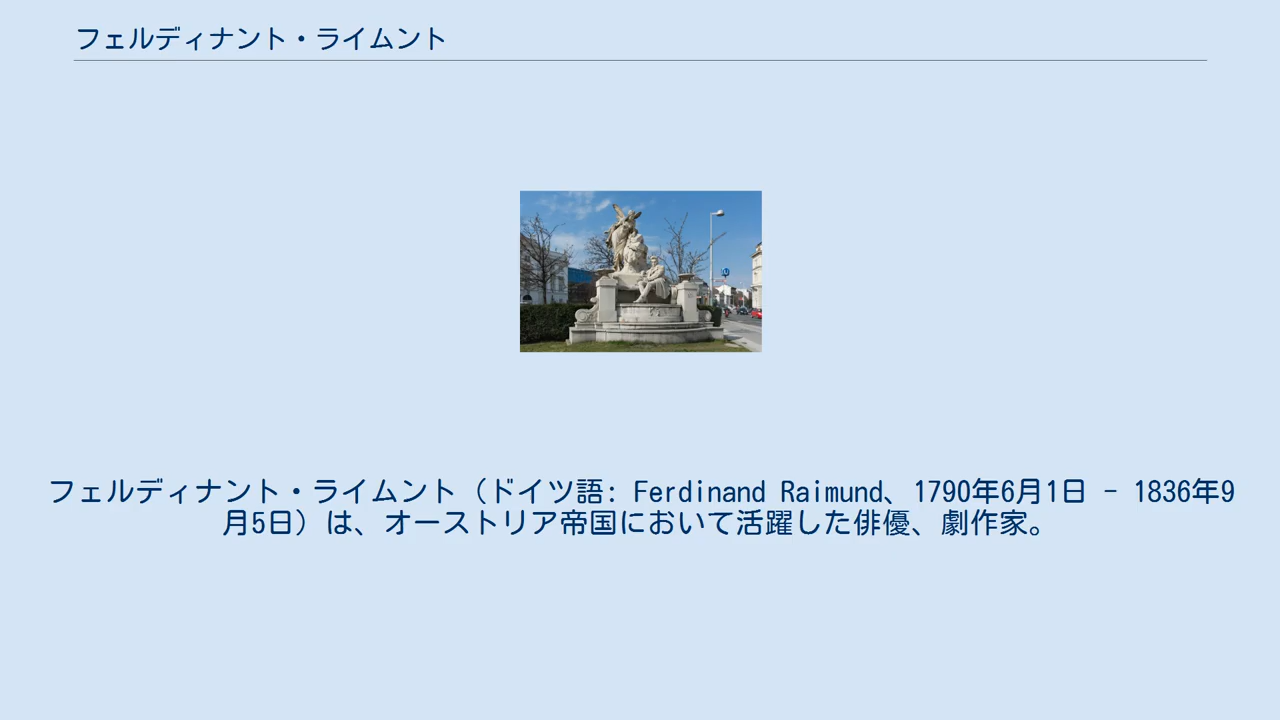 フェルディナント・ライムント
フェルディナント・ライムント（ドイツ語: Ferdinand Raimund、1790年6月1日 - 1836年9
月5日）は、オーストリア帝国において活躍した俳優、劇作家。